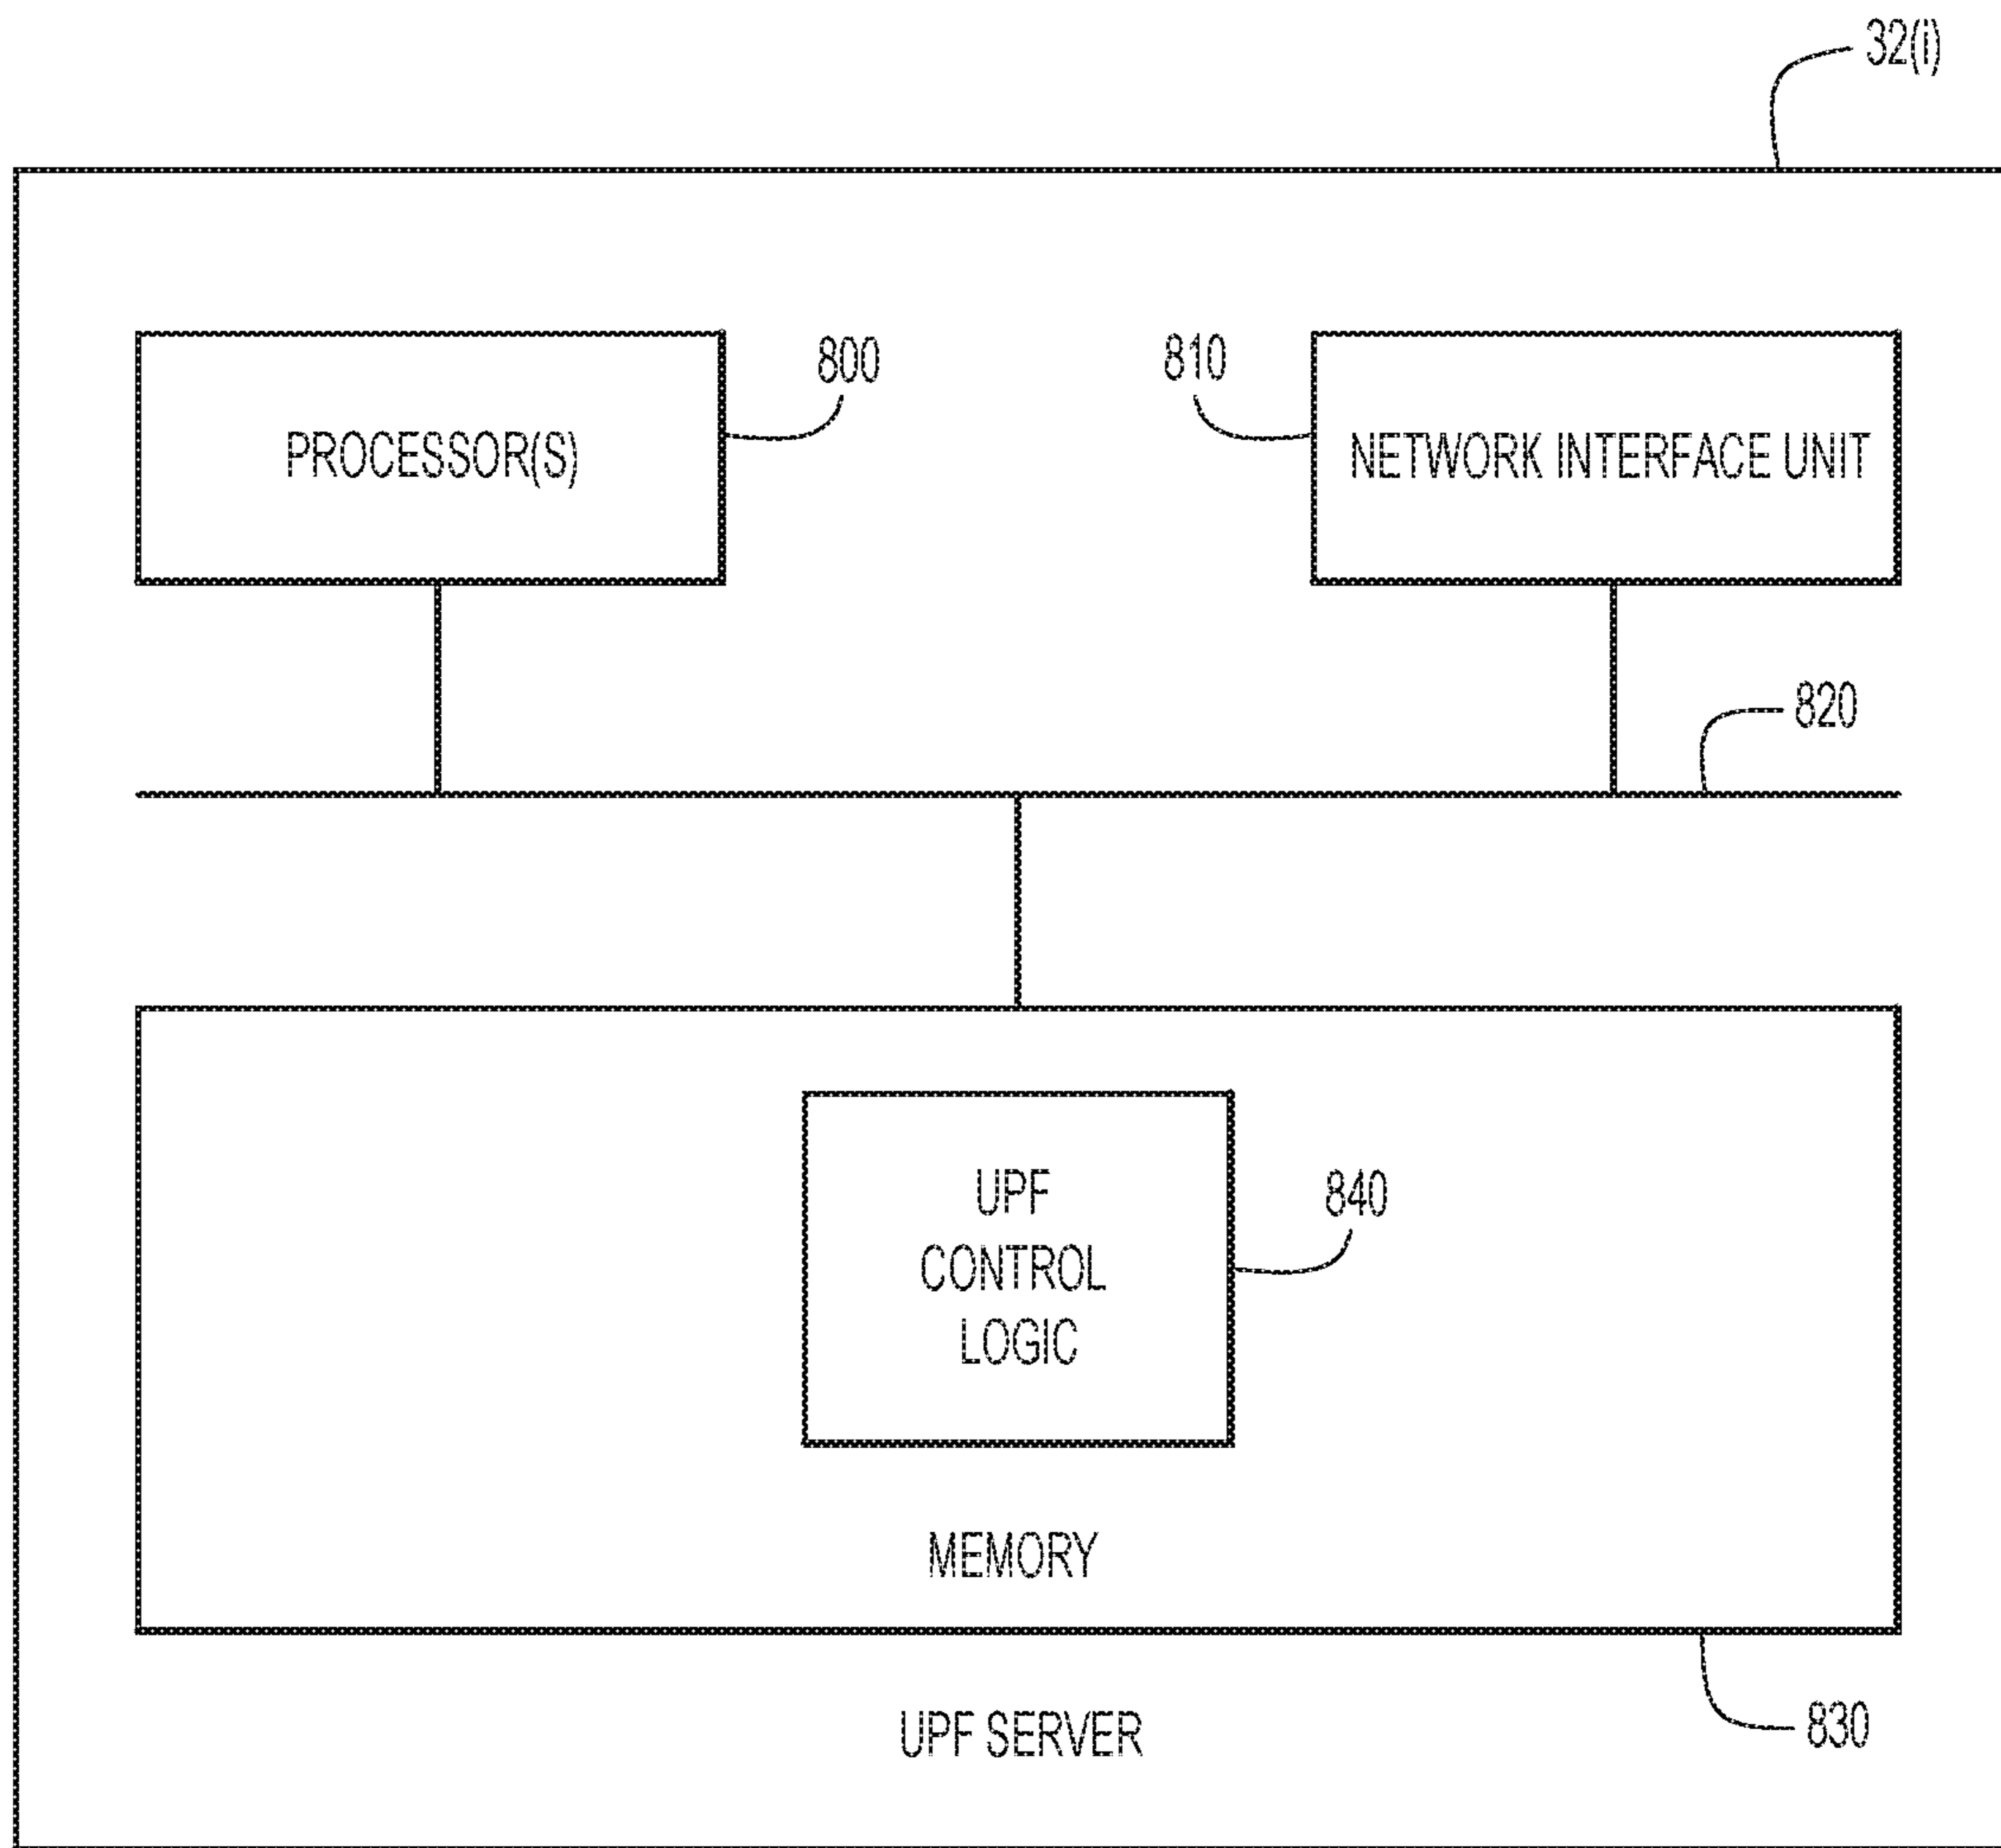 32(i)
800
810
PROCESSOR(S)
NETWORK INTERFACE UNIT
820
UPF
CONTROL
LOGIC
840
MEMORY
UPF SERVER
830